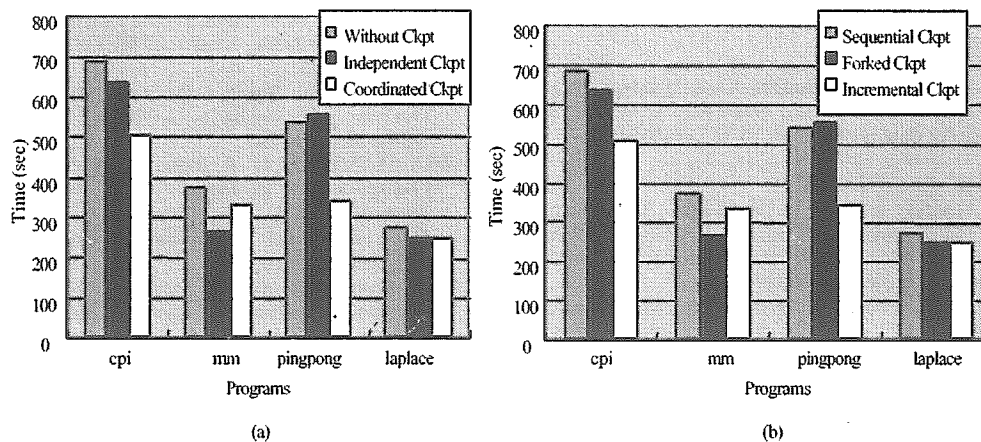 800
700
600
500
400
300
200
100
0
Time (sec)
Without Ckpt
Independent Ckpt
Coordinated Ckpt
cpi
mm
pingpong
laplace
Programs
(a)
800
700
600
500
400
300
200
100
0
Time (sec)
Sequential Ckpt
Forked Ckpt
Incremental Ckpt
cpi
mm
pingpong
laplace
Programs
(b)